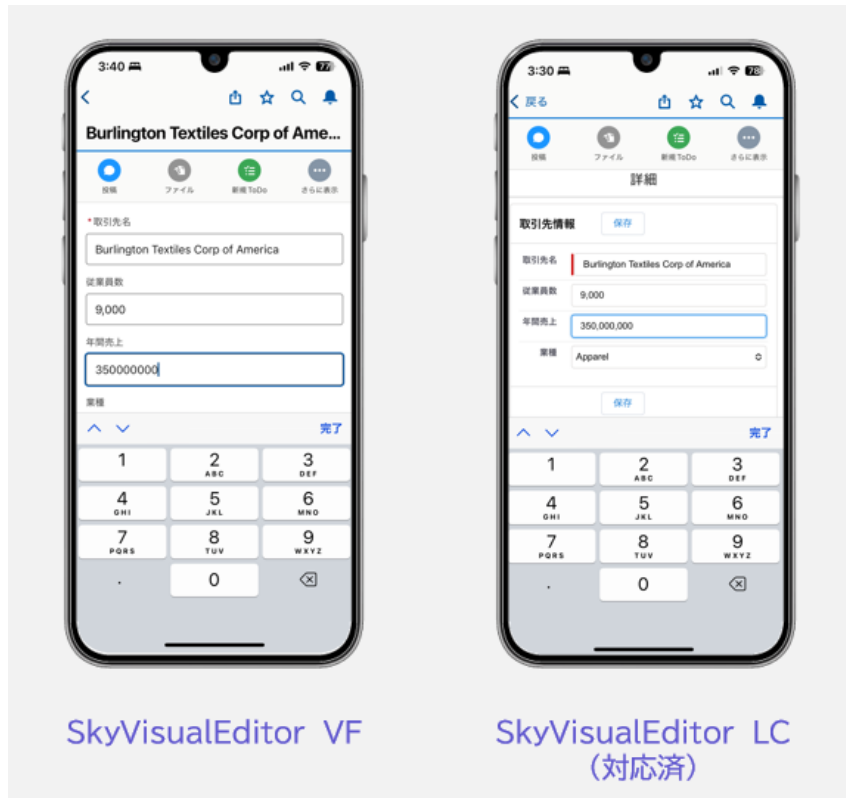 3:40
77
Burlington Textiles Corp of Ame...
投稿
ファイル
新規 ToDo
さらに表示
*取引先名
Burlington Textiles Corp of America
従業員数
9,000
年間売上
350000000
業種
完了
1
2
ABC
3
DEF
4
GHI
5
JKL
6
MNO
7
PQRS
8
TUV
9
WXYZ
.
0
SkyVisualEditor VF
3:30
78
戻る
投稿
ファイル
新規 ToDo
さらに表示
詳細
取引先情報
保存
取引先名
Burlington Textiles Corp of America
従業員数
9,000
年間売上
350,000,000
業種
Apparel
保存
完了
1
2
ABC
3
DEF
4
GHI
5
JKL
6
MNO
7
PQRS
8
TUV
9
WXYZ
.
0
SkyVisualEditor LC
（対応済）